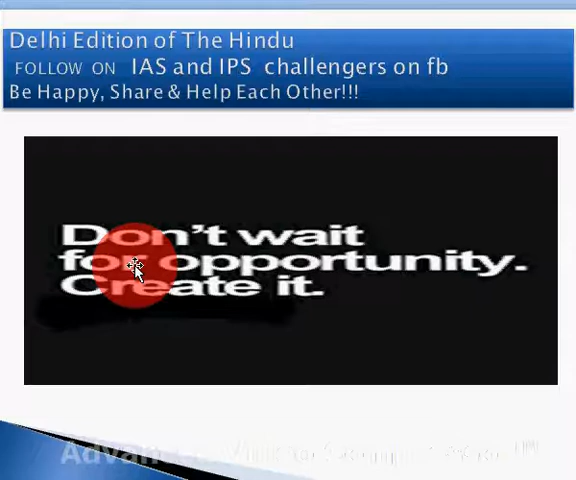 Delhi Edition of The Hindu
FOLLOW ON IAS and IPS challengers on fb
Be Happy, Share & Help Each Other!!!
Don't wait
for opportunity.
Create it.